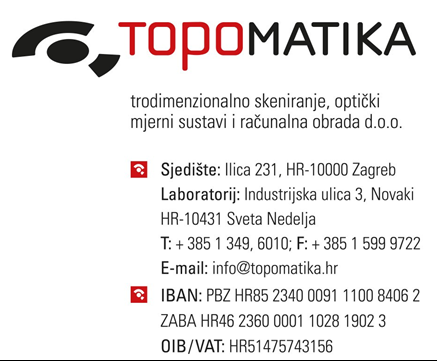 TOPOMATIKA
trodimenzionalno skeniranje, optički
mjerni sustavi i računalna obrada d.o.o.
Sjedište: Ilica 231, HR-10000 Zagreb
Laboratorij: Industrijska ulica 3, Novaki
HR-10431 Sveta Nedelja
T: + 385 1 349, 6010; F: + 385 1 599 9722
E-mail: info@topomatika.hr
IBAN: PBZ HR85 2340 0091 1100 8406 2
ZABA HR46 2360 0001 1028 1902 3
OIB/VAT: HR51475743156